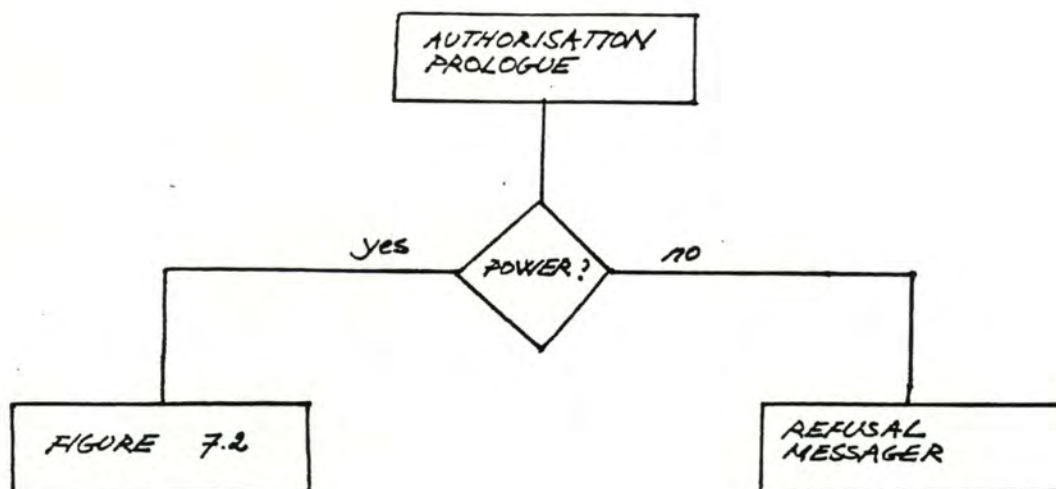 AUTHORISATION
PROLOGUE
yes
POWER?
no
FIGURE 7.2
REFUSAL
MESSAGER